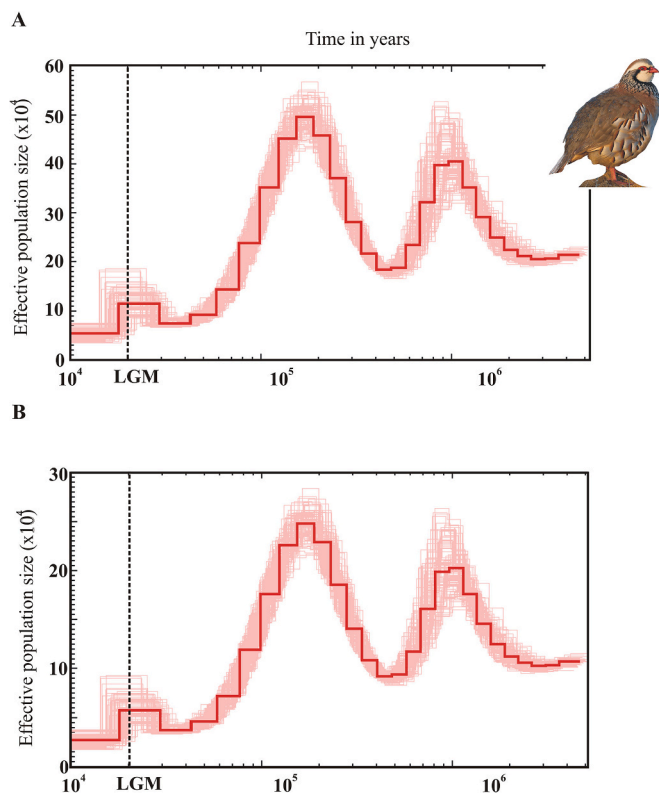 A
Time in years
Effective population size (x10⁴)
60
50
40
30
20
10
0
10⁴
LGM
10⁵
10⁶
B
Effective population size (x10⁴)
30
20
10
0
10⁴
LGM
10⁵
10⁶